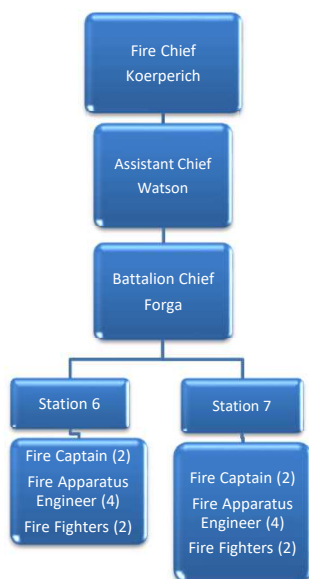 Fire Chief
Koerperich
Assistant Chief
Watson
Battalion Chief
Forga
Station 6
Fire Captain (2)
Fire Apparatus
Engineer (4)
Fire Fighters (2)
Station 7
Fire Captain (2)
Fire Apparatus
Engineer (4)
Fire Fighters (2)